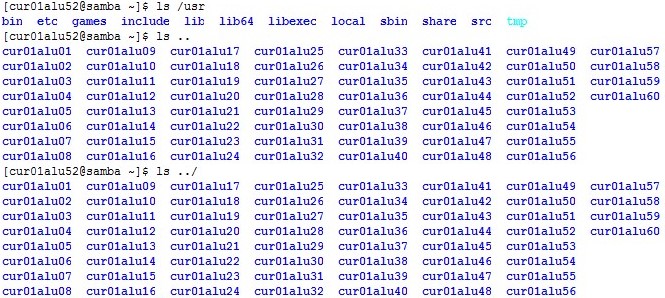 [cur01alu52@samba ~]$ ls /usr
bin etc games include lib lib64 libexec local sbin share src tmp
[cur01alu52@samba ~]$ ls ..
cur01alu01 cur01alu09 cur01alu17 cur01alu25 cur01alu33 cur01alu41 cur01alu49 cur01alu57
cur01alu02 cur01alu10 cur01alu18 cur01alu26 cur01alu34 cur01alu42 cur01alu50 cur01alu58
cur01alu03 cur01alu11 cur01alu19 cur01alu27 cur01alu35 cur01alu43 cur01alu51 cur01alu59
cur01alu04 cur01alu12 cur01alu20 cur01alu28 cur01alu36 cur01alu44 cur01alu52 cur01alu60
cur01alu05 cur01alu13 cur01alu21 cur01alu29 cur01alu37 cur01alu45 cur01alu53
cur01alu06 cur01alu14 cur01alu22 cur01alu30 cur01alu38 cur01alu46 cur01alu54
cur01alu07 cur01alu15 cur01alu23 cur01alu31 cur01alu39 cur01alu47 cur01alu55
cur01alu08 cur01alu16 cur01alu24 cur01alu32 cur01alu40 cur01alu48 cur01alu56
[cur01alu52@samba ~]$ ls ../
cur01alu01 cur01alu09 cur01alu17 cur01alu25 cur01alu33 cur01alu41 cur01alu49 cur01alu57
cur01alu02 cur01alu10 cur01alu18 cur01alu26 cur01alu34 cur01alu42 cur01alu50 cur01alu58
cur01alu03 cur01alu11 cur01alu19 cur01alu27 cur01alu35 cur01alu43 cur01alu51 cur01alu59
cur01alu04 cur01alu12 cur01alu20 cur01alu28 cur01alu36 cur01alu44 cur01alu52 cur01alu60
cur01alu05 cur01alu13 cur01alu21 cur01alu29 cur01alu37 cur01alu45 cur01alu53
cur01alu06 cur01alu14 cur01alu22 cur01alu30 cur01alu38 cur01alu46 cur01alu54
cur01alu07 cur01alu15 cur01alu23 cur01alu31 cur01alu39 cur01alu47 cur01alu55
cur01alu08 cur01alu16 cur01alu24 cur01alu32 cur01alu40 cur01alu48 cur01alu56